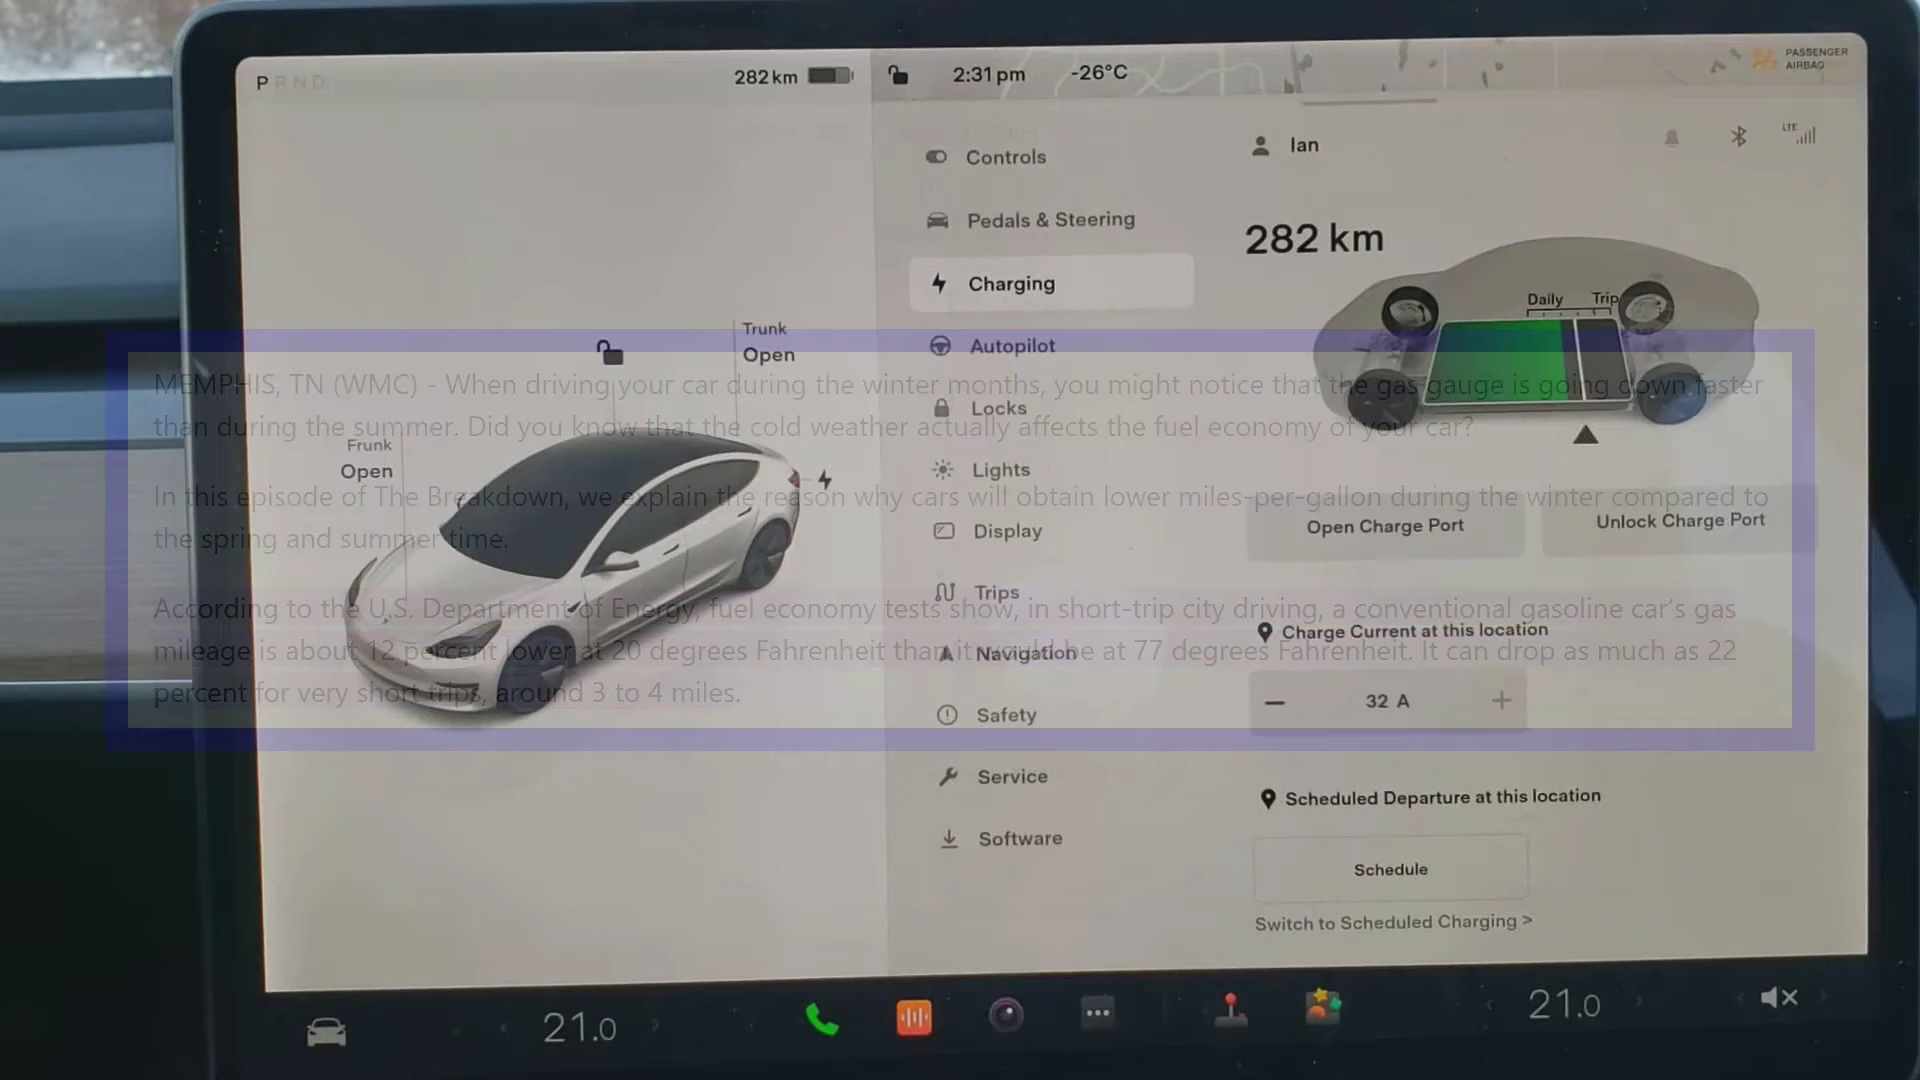 P R N D
282 km
2:31 pm
-26°C
PASSENGER
AIRBAG
Controls
Pedals & Steering
Charging
Autopilot
Locks
Lights
Display
Trips
Navigation
Safety
Service
Software
Ian
LTE
282 km
Daily
Trip
Trunk
Open
Frunk
Open
MEMPHIS, TN (WMC) - When driving your car during the winter months, you might notice that the gas gauge is going down faster
than during the summer. Did you know that the cold weather actually affects the fuel economy of your car?
In this episode of The Breakdown, we explain the reason why cars will obtain lower miles-per-gallon during the winter compared to
the spring and summer time.
According to the U.S. Department of Energy, fuel economy tests show, in short-trip city driving, a conventional gasoline car’s gas
mileage is about 12 percent lower at 20 degrees Fahrenheit than it would be at 77 degrees Fahrenheit. It can drop as much as 22
percent for very short trips, around 3 to 4 miles.
Open Charge Port
Unlock Charge Port
Charge Current at this location
32 A
Scheduled Departure at this location
Schedule
Switch to Scheduled Charging >
21.0
21.0